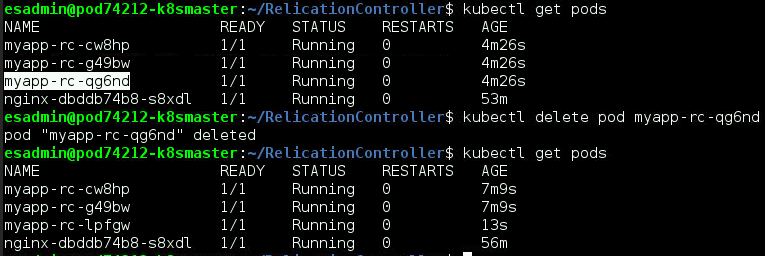 esadmin@pod74212-k8smaster:~/RelicationController$ kubectl get pods
NAME READY STATUS RESTARTS AGE
myapp-rc-cw8hp 1/1 Running 0 4m26s
myapp-rc-g49bw 1/1 Running 0 4m26s
myapp-rc-qg6nd 1/1 Running 0 4m26s
nginx-dbddb74b8-s8xdl 1/1 Running 0 53m
esadmin@pod74212-k8smaster:~/RelicationController$ kubectl delete pod myapp-rc-qg6nd
pod "myapp-rc-qg6nd" deleted
esadmin@pod74212-k8smaster:~/RelicationController$ kubectl get pods
NAME READY STATUS RESTARTS AGE
myapp-rc-cw8hp 1/1 Running 0 7m9s
myapp-rc-g49bw 1/1 Running 0 7m9s
myapp-rc-lpfgw 1/1 Running 0 13s
nginx-dbddb74b8-s8xdl 1/1 Running 0 56m